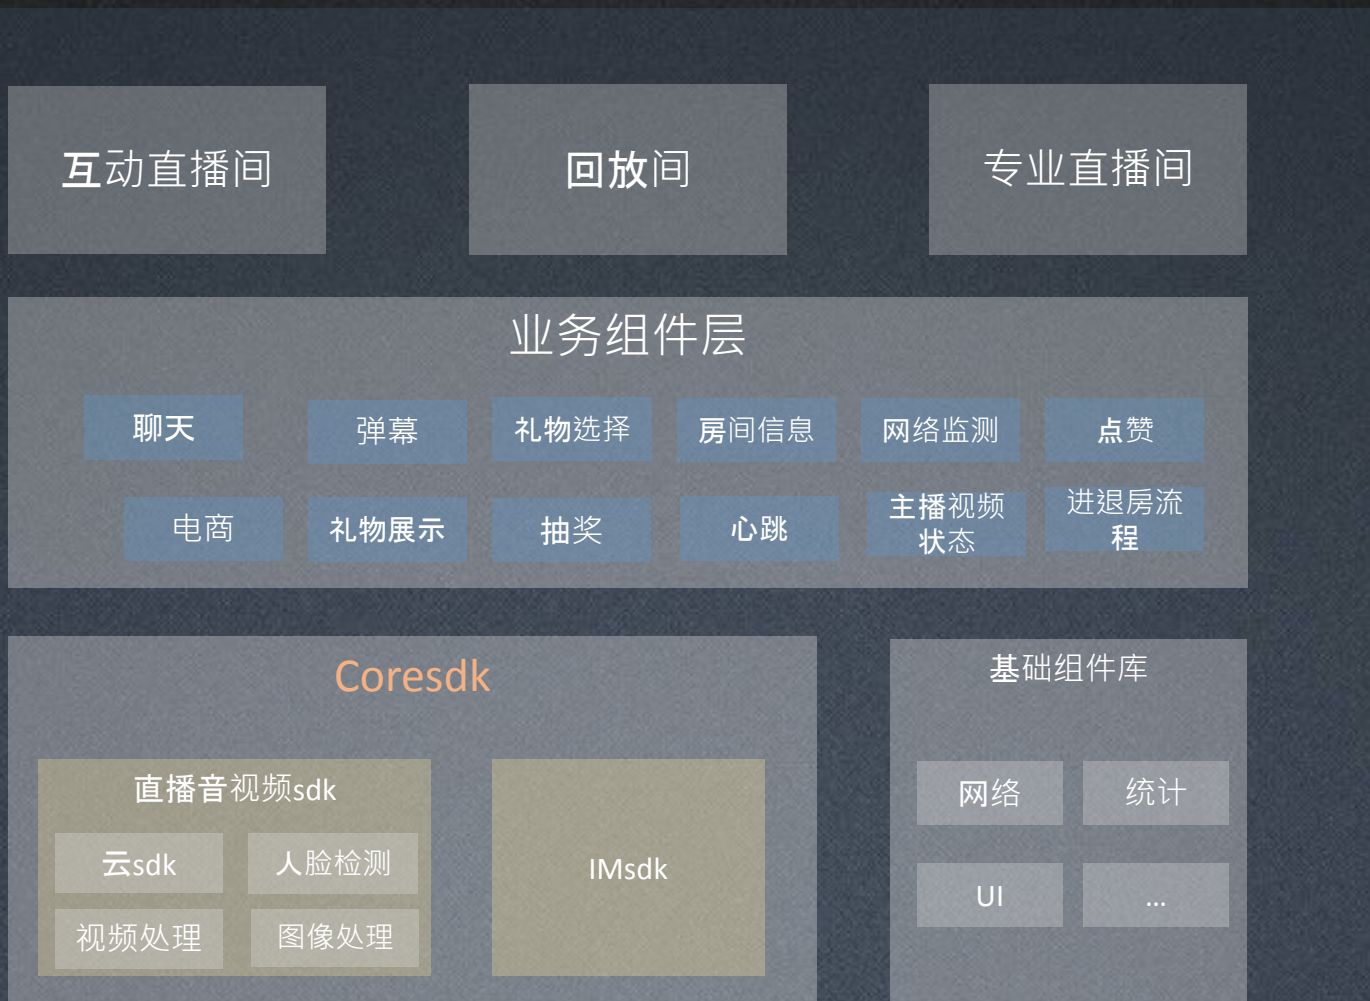 互动直播间
回放间
专业直播间
业务组件层
聊天
弹幕
礼物选择
房间信息
网络监测
点赞
电商
礼物展示
抽奖
心跳
主播视频
状态
进退房流
程
Coresdk
直播音视频sdk
云sdk
人脸检测
视频处理
图像处理
IMsdk
基础组件库
网络
统计
UI
...